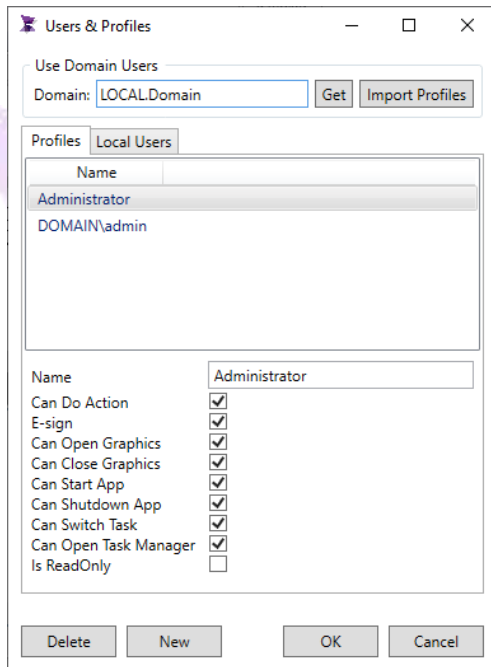 Users & Profiles
Use Domain Users
Domain: LOCAL.Domain Get Import Profiles
Profiles Local Users
Name
Administrator
DOMAIN\admin
Name Administrator
Can Do Action
E-sign
Can Open Graphics
Can Close Graphics
Can Start App
Can Shutdown App
Can Switch Task
Can Open Task Manager
Is ReadOnly
Delete New OK Cancel